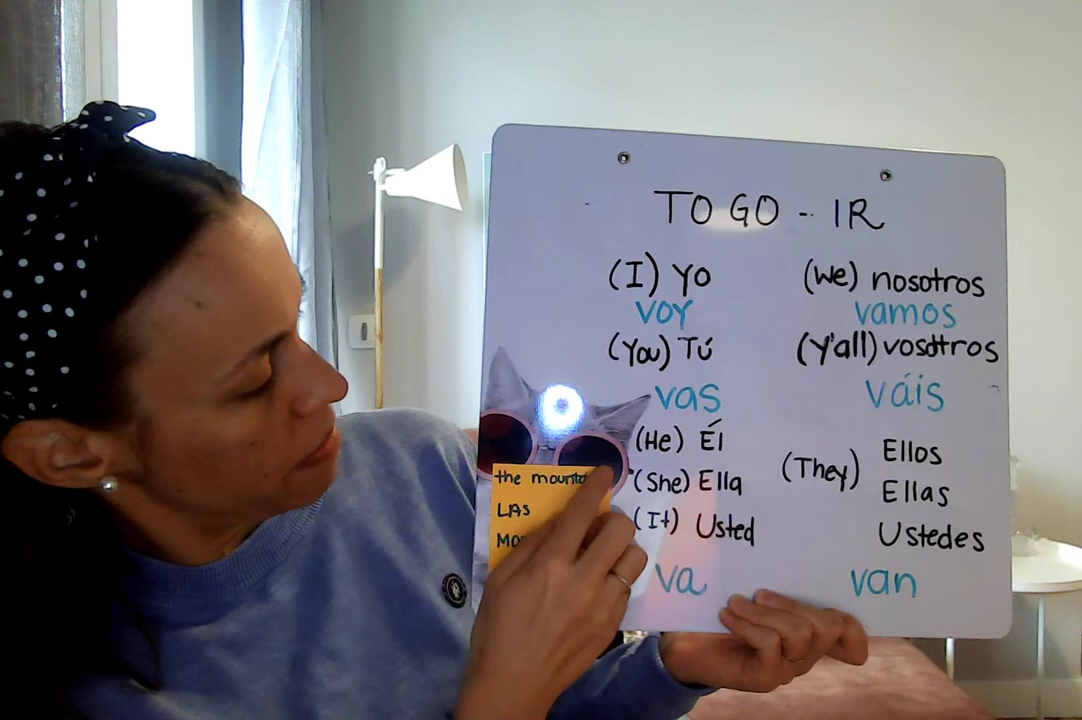 TO GO - IR
(I) Yo
voy
(You) Tú
vas
(He) Él
(She) Ella
(It) Usted
va
(we) nosotros
vamos
(Y'all) vosotros
váis
(They)
Ellos
Ellas
Ustedes
van
the
LAS